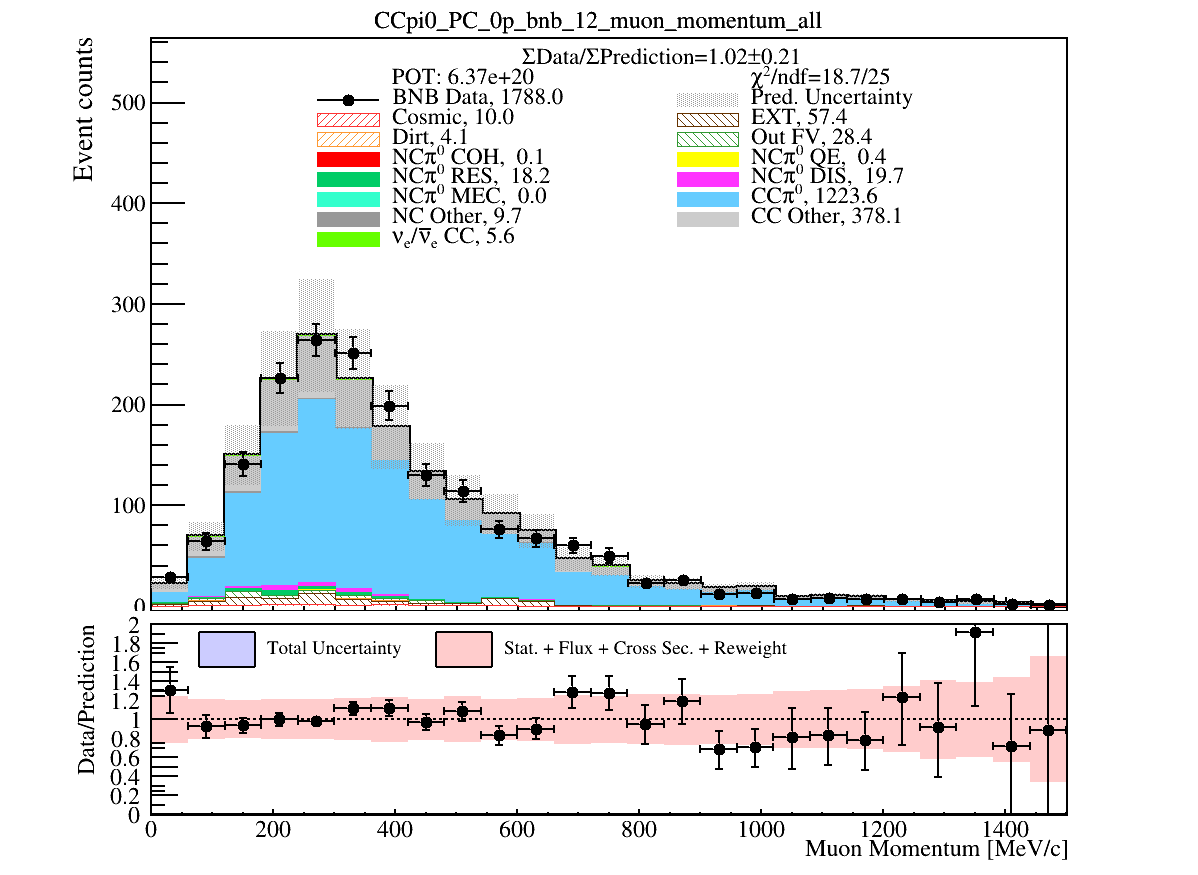 CCpi0_PC_0p_bnb_12_muon_momentum_all
ΣData/ΣPrediction=1.02±0.21
POT: 6.37e+20
χ²/ndf=18.7/25
BNB Data, 1788.0
Pred. Uncertainty
Cosmic, 10.0
EXT, 57.4
Dirt, 4.1
Out FV, 28.4
NCπ⁰ COH, 0.1
NCπ⁰ QE, 0.4
NCπ⁰ RES, 18.2
NCπ⁰ DIS, 19.7
NCπ⁰ MEC, 0.0
CCπ⁰, 1223.6
NC Other, 9.7
CC Other, 378.1
νₑ/ν̅ₑ CC, 5.6
Event counts
500
400
300
200
100
0
Total Uncertainty
Stat. + Flux + Cross Sec. + Reweight
Data/Prediction
2
1.8
1.6
1.4
1.2
1
0.8
0.6
0.4
0.2
0
0 200 400 600 800 1000 1200 1400
Muon Momentum [MeV/c]